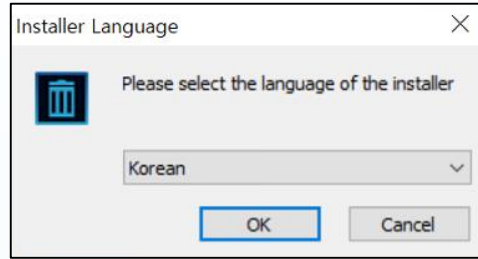 Installer Language
Please select the language of the installer
Korean
OK
Cancel